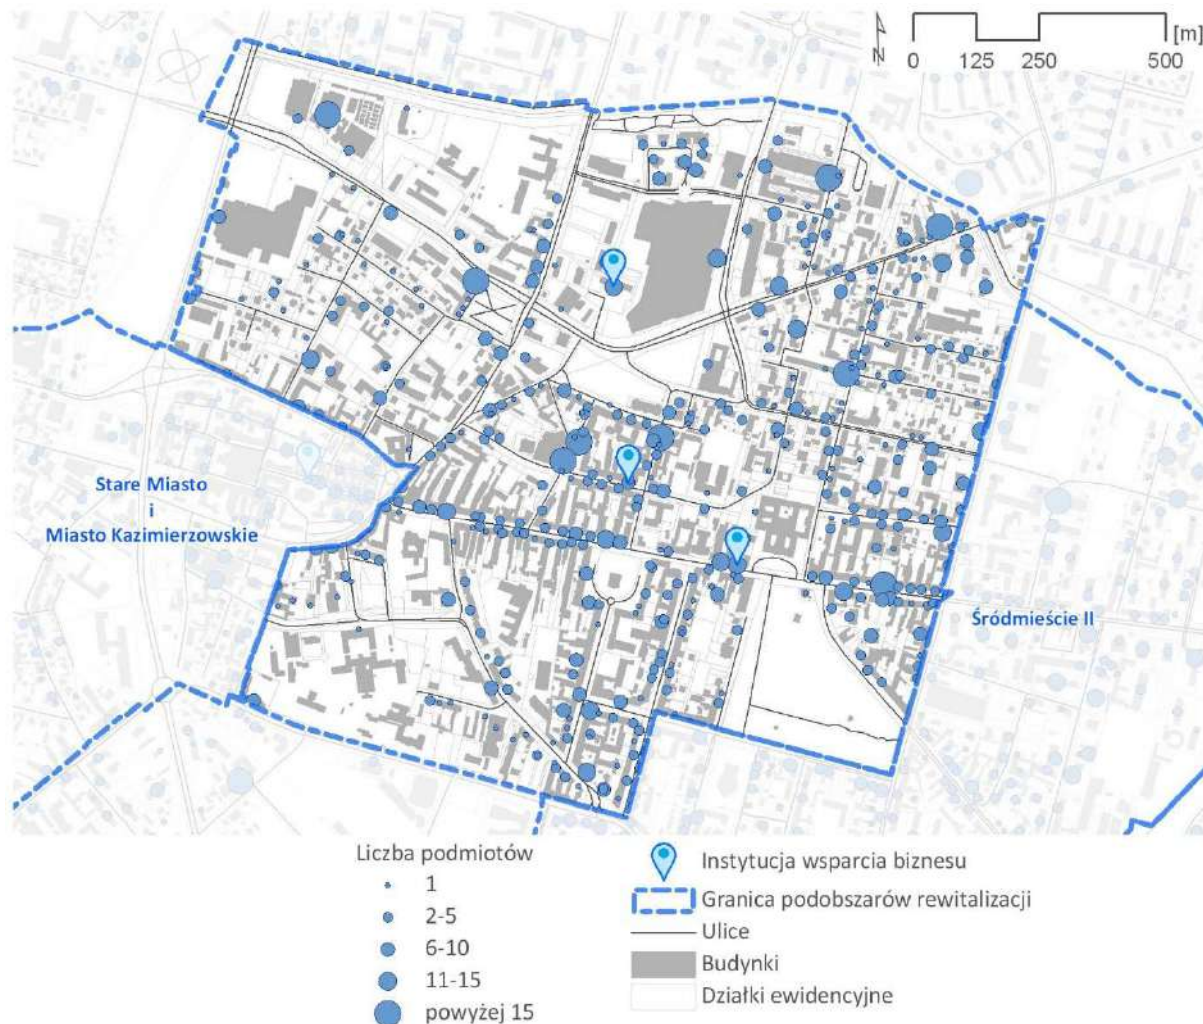 N
[m]
0 125 250 500
Stare Miasto
i
Miasto Kazimierzowskie
Śródmieście II
Liczba podmiotów
1
2-5
6-10
11-15
powyżej 15
Instytucja wsparcia biznesu
Granica podobszarów rewitalizacji
Ulice
Budynki
Działki ewidencyjne